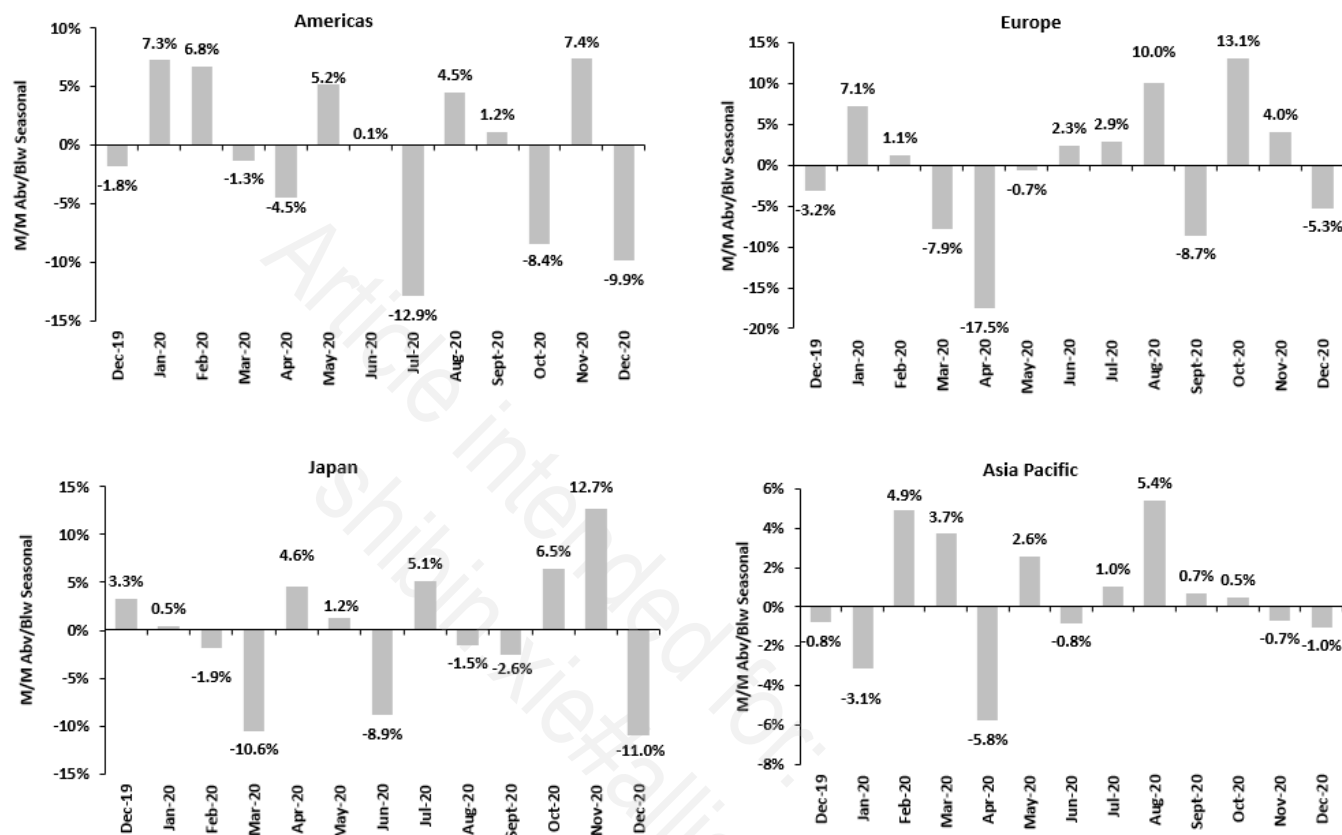 Americas
M/M Abv/Blw Seasonal
10%
5%
0%
-5%
-10%
-15%
-1.8%
7.3%
6.8%
-1.3%
-4.5%
5.2%
0.1%
-12.9%
4.5%
1.2%
-8.4%
7.4%
-9.9%
Dec-19
Jan-20
Feb-20
Mar-20
Apr-20
May-20
Jun-20
Jul-20
Aug-20
Sept-20
Oct-20
Nov-20
Dec-20
Europe
M/M Abv/Blw Seasonal
15%
10%
5%
0%
-5%
-10%
-15%
-20%
-3.2%
7.1%
1.1%
-7.9%
-17.5%
-0.7%
2.3%
2.9%
10.0%
-8.7%
13.1%
4.0%
-5.3%
Dec-19
Jan-20
Feb-20
Mar-20
Apr-20
May-20
Jun-20
Jul-20
Aug-20
Sept-20
Oct-20
Nov-20
Dec-20
Japan
M/M Abv/Blw Seasonal
15%
10%
5%
0%
-5%
-10%
-15%
3.3%
0.5%
-1.9%
-10.6%
4.6%
1.2%
-8.9%
5.1%
-1.5%
-2.6%
6.5%
12.7%
-11.0%
Dec-19
Jan-20
Feb-20
Mar-20
Apr-20
May-20
Jun-20
Jul-20
Aug-20
Sept-20
Oct-20
Nov-20
Dec-20
Asia Pacific
M/M Abv/Blw Seasonal
6%
4%
2%
0%
-2%
-4%
-6%
-8%
-0.8%
-3.1%
4.9%
3.7%
-5.8%
2.6%
-0.8%
1.0%
5.4%
0.7%
0.5%
-0.7%
-1.0%
Dec-19
Jan-20
Feb-20
Mar-20
Apr-20
May-20
Jun-20
Jul-20
Aug-20
Sept-20
Oct-20
Nov-20
Dec-20
Article intended for: